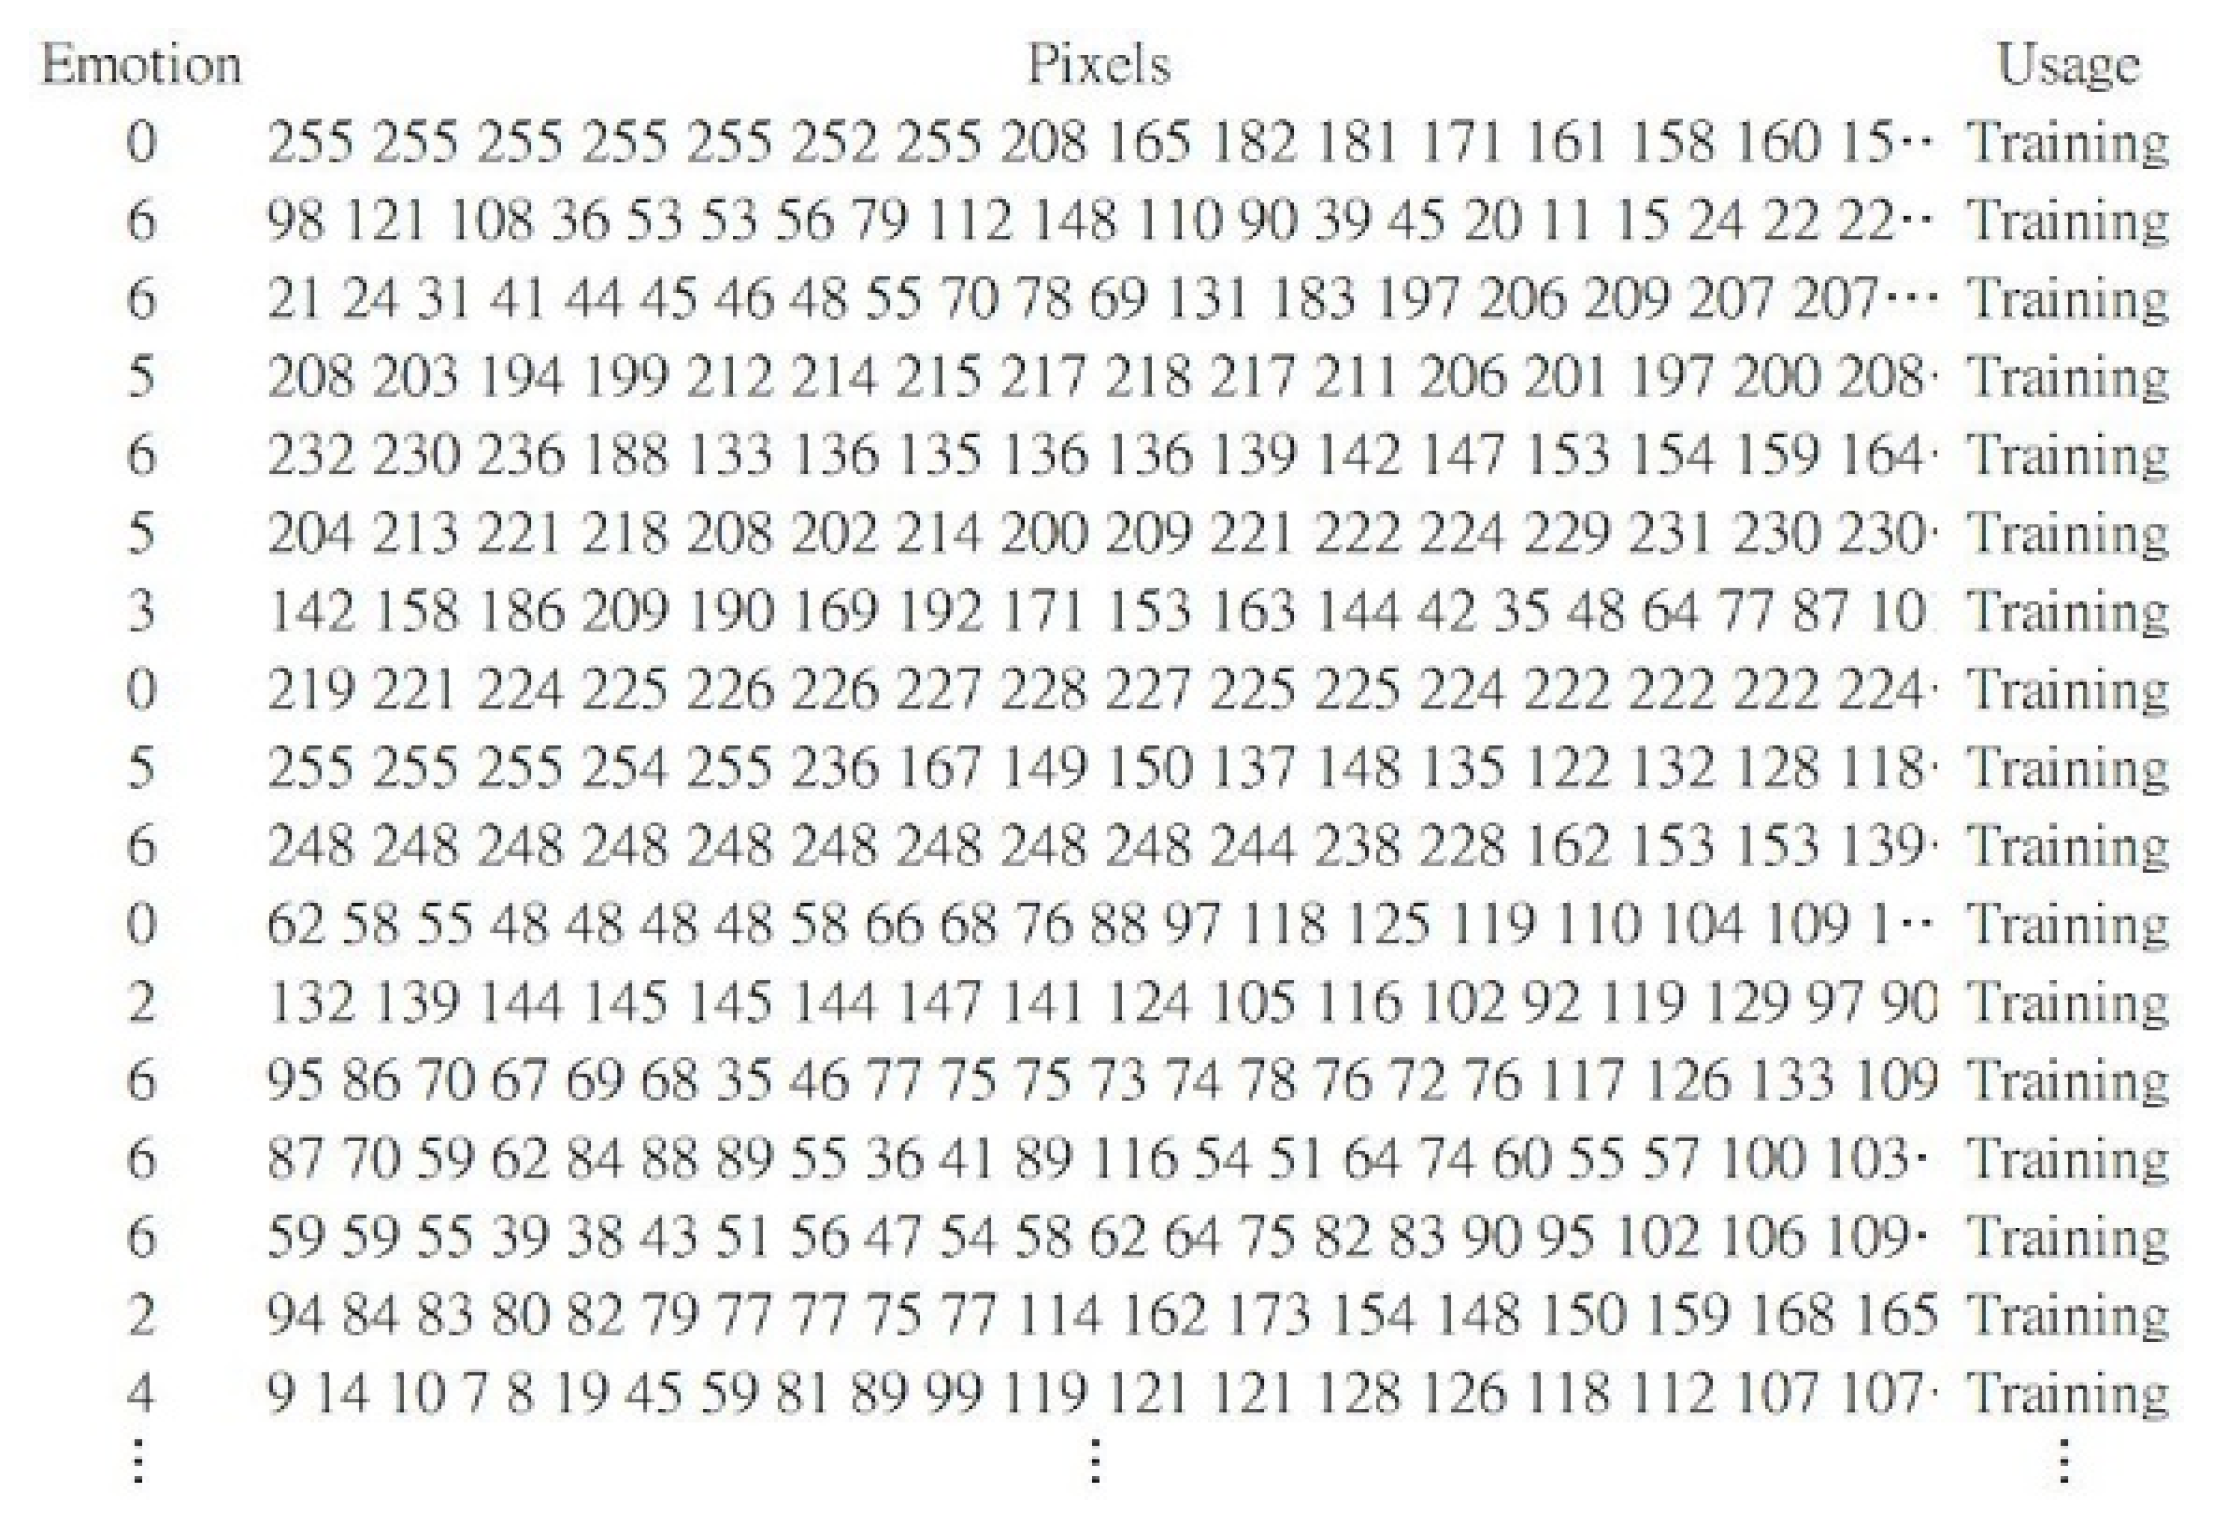 Emotion Pixels Usage
0 255 255 255 255 255 252 255 208 165 182 181 171 161 158 160 15·· Training
6 98 121 108 36 53 53 56 79 112 148 110 90 39 45 20 11 15 24 22 22·· Training
6 21 24 31 41 44 45 46 48 55 70 78 69 131 183 197 206 209 207 207··· Training
5 208 203 194 199 212 214 215 217 218 217 211 206 201 197 200 208· Training
6 232 230 236 188 133 136 135 136 136 139 142 147 153 154 159 164· Training
5 204 213 221 218 208 202 214 200 209 221 222 224 229 231 230 230· Training
3 142 158 186 209 190 169 192 171 153 163 144 42 35 48 64 77 87 10 Training
0 219 221 224 225 226 226 227 228 227 225 225 224 222 222 222 224· Training
5 255 255 255 254 255 236 167 149 150 137 148 135 122 132 128 118· Training
6 248 248 248 248 248 248 248 248 248 244 238 228 162 153 153 139· Training
0 62 58 55 48 48 48 48 58 66 68 76 88 97 118 125 119 110 104 109 1·· Training
2 132 139 144 145 145 144 147 141 124 105 116 102 92 119 129 97 90 Training
6 95 86 70 67 69 68 35 46 77 75 75 73 74 78 76 72 76 117 126 133 109 Training
6 87 70 59 62 84 88 89 55 36 41 89 116 54 51 64 74 60 55 57 100 103· Training
6 59 59 55 39 38 43 51 56 47 54 58 62 64 75 82 83 90 95 102 106 109· Training
2 94 84 83 80 82 79 77 77 75 77 114 162 173 154 148 150 159 168 165 Training
4 9 14 10 7 8 19 45 59 81 89 99 119 121 121 128 126 118 112 107 107· Training
⋮ ⋮ ⋮